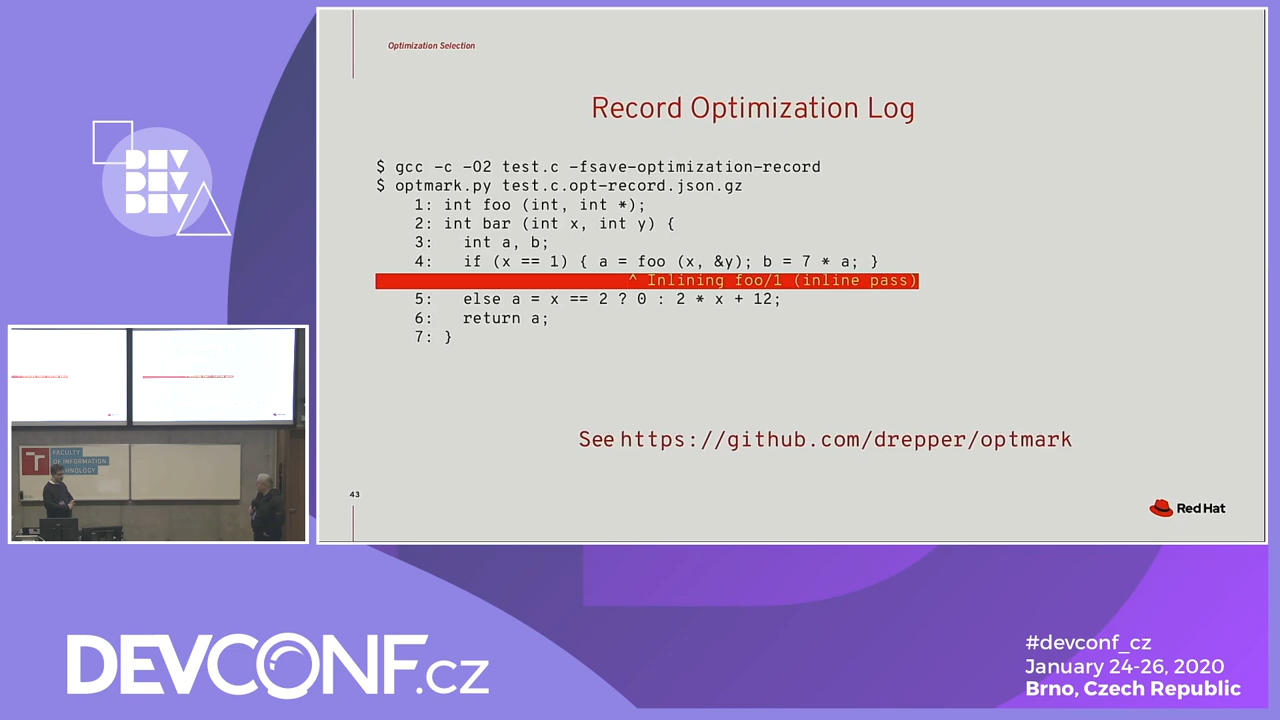 Optimization Selection
Record Optimization Log
$ gcc -c -O2 test.c -fsave-optimization-record
$ optmark.py test.c.opt-record.json.gz
1: int foo (int, int *);
2: int bar (int x, int y) {
3: int a, b;
4: if (x == 1) { a = foo (x, &y); b = 7 * a; }
^ Inlining foo/1 (inline pass)
5: else a = x == 2 ? 0 : 2 * x + 12;
6: return a;
7: }
See https://github.com/drepper/optmark
43
Red Hat
DEV
DEV
DEV
T
FACULTY
OF INFORMATION
TECHNOLOGY
DEVCONF.cz
#devconf_cz
January 24-26, 2020
Brno, Czech Republic